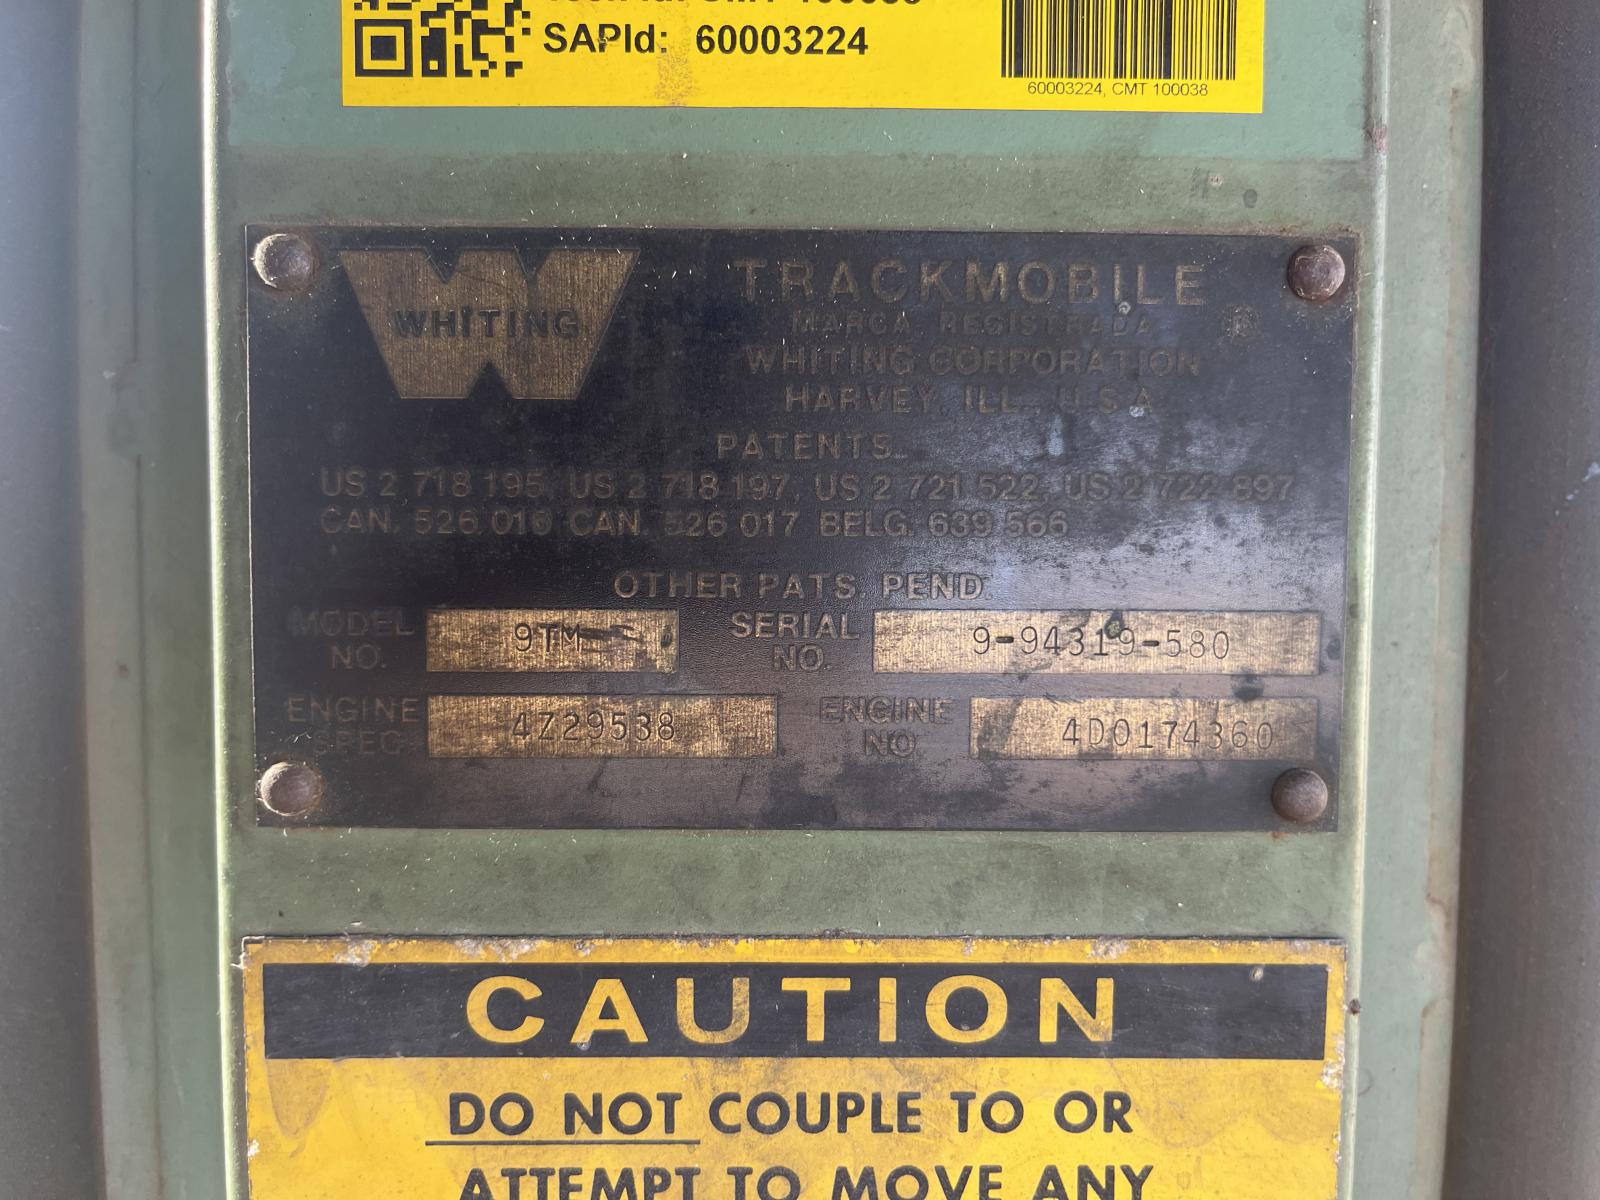 SAPId: 60003224
60003224, CMT 100038
WHITING
TRACKMOBILE
MARCA REGISTRADA
WHITING CORPORATION
HARVEY, ILL., U.S.A.
PATENTS
US 2 718 195, US 2 718 197, US 2 721 522, US 2 722 897
CAN. 526 016 CAN. 526 017 BELG. 639 566
OTHER PATS. PEND.
MODEL NO. 9TM SERIAL NO. 9-94319-580
ENGINE SPEC 4Z29538 ENGINE NO. 4D0174360
CAUTION
DO NOT COUPLE TO OR
ATTEMPT TO MOVE ANY